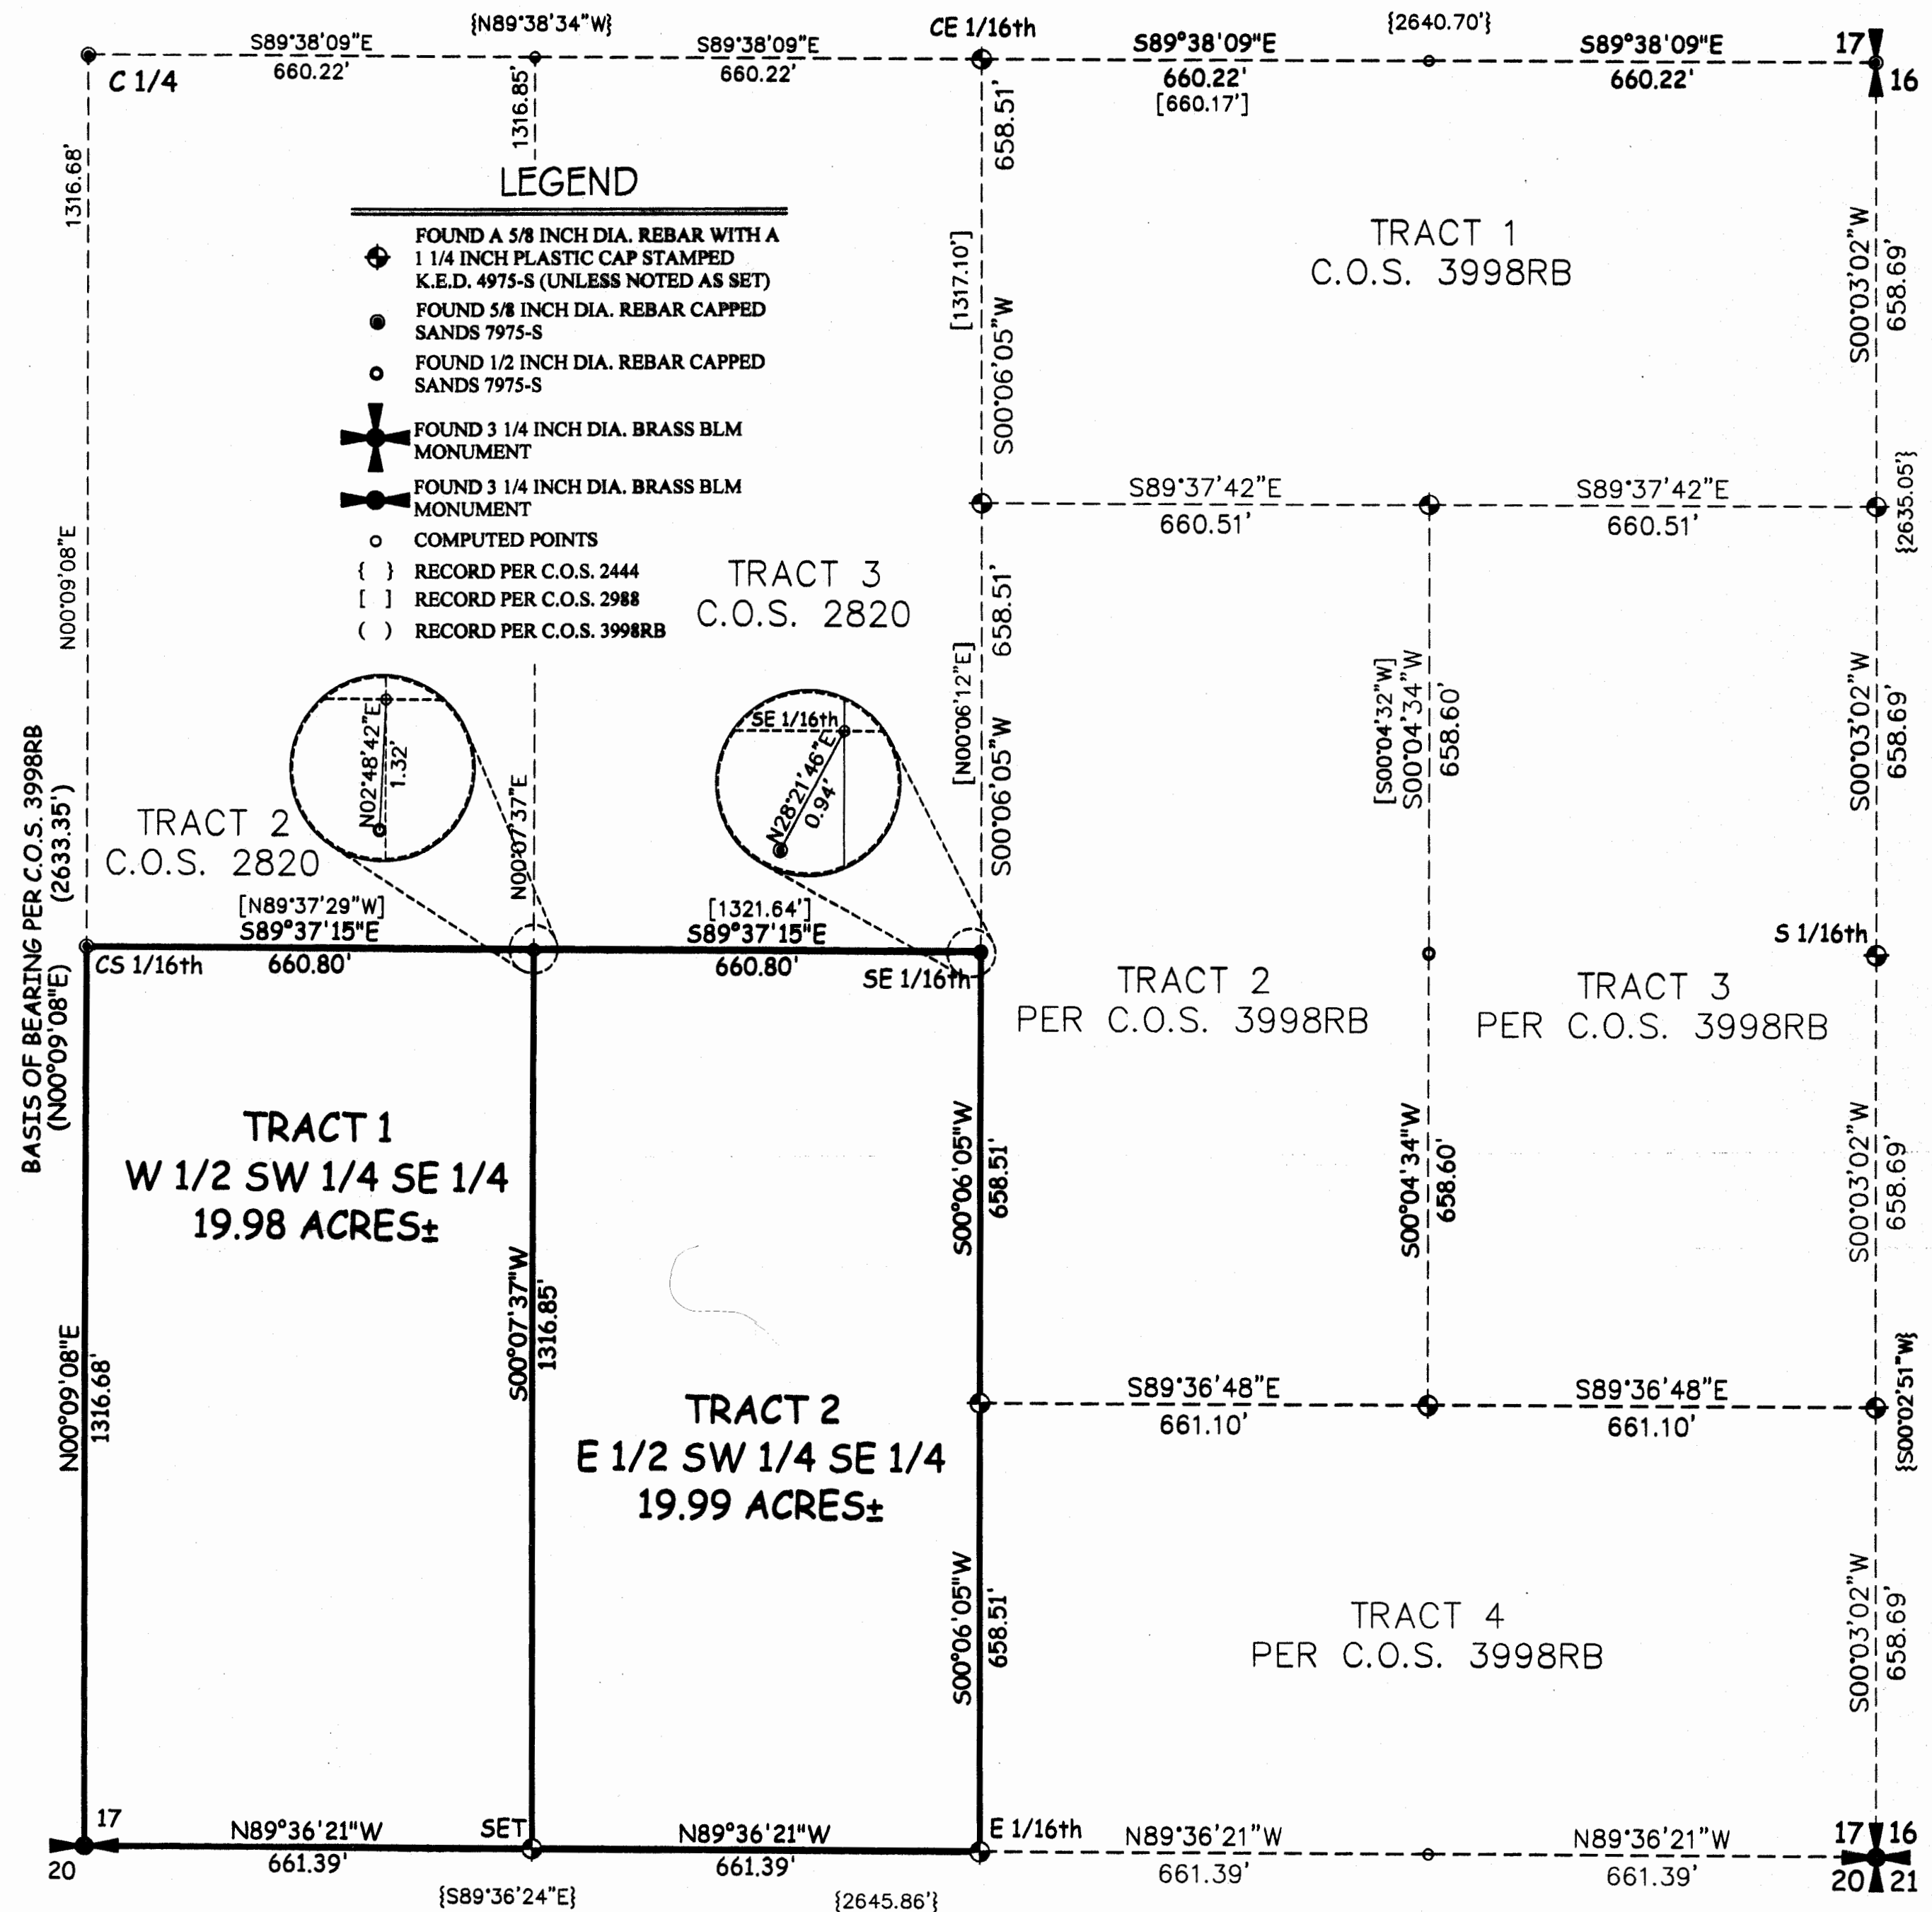 {N89°38'34"W}
CE 1/16th
{2640.70'}
S89°38'09"E
S89°38'09"E
S89°38'09"E
S89°38'09"E
17
660.22'
660.22'
660.22'
660.22'
16
C 1/4
[660.17']
1316.68'
1316.85'
658.51'
LEGEND
FOUND A 5/8 INCH DIA. REBAR WITH A
1 1/4 INCH PLASTIC CAP STAMPED
K.E.D. 4975-S (UNLESS NOTED AS SET)
FOUND 5/8 INCH DIA. REBAR CAPPED
SANDS 7975-S
FOUND 1/2 INCH DIA. REBAR CAPPED
SANDS 7975-S
FOUND 3 1/4 INCH DIA. BRASS BLM
MONUMENT
FOUND 3 1/4 INCH DIA. BRASS BLM
MONUMENT
COMPUTED POINTS
{ } RECORD PER C.O.S. 2444
[ ] RECORD PER C.O.S. 2988
( ) RECORD PER C.O.S. 3998RB
TRACT 1
C.O.S. 3998RB
[1317.10']
S00°06'05"W
S00°03'02"W
658.69'
S89°37'42"E
660.51'
S89°37'42"E
660.51'
{2635.05'}
N00°09'08"E
TRACT 3
C.O.S. 2820
658.51'
[N00°06'12"E]
S00°06'05"W
[S00°04'32"W]
S00°04'34"W
658.60'
S00°03'02"W
658.69'
N02°48'42"E
1.32'
SE 1/16th
N28°21'46"E
0.94'
N00°07'37"E
TRACT 2
C.O.S. 2820
BASIS OF BEARING PER C.O.S. 3998RB
(N00°09'08"E)
(2633.35')
[N89°37'29"W]
S89°37'15"E
660.80'
[1321.64']
S89°37'15"E
660.80'
CS 1/16th
SE 1/16th
S 1/16th
TRACT 2
PER C.O.S. 3998RB
TRACT 3
PER C.O.S. 3998RB
TRACT 1
W 1/2 SW 1/4 SE 1/4
19.98 ACRES±
S00°06'05"W
658.51'
S00°04'34"W
658.60'
S00°03'02"W
658.69'
N00°09'08"E
1316.68'
S00°07'37"W
1316.85'
TRACT 2
E 1/2 SW 1/4 SE 1/4
19.99 ACRES±
S89°36'48"E
661.10'
S89°36'48"E
661.10'
{S00°02'51"W}
S00°06'05"W
658.51'
TRACT 4
PER C.O.S. 3998RB
S00°03'02"W
658.69'
17
20
N89°36'21"W
661.39'
SET
N89°36'21"W
661.39'
E 1/16th
N89°36'21"W
661.39'
N89°36'21"W
661.39'
17 16
20 21
{S89°36'24"E}
{2645.86'}